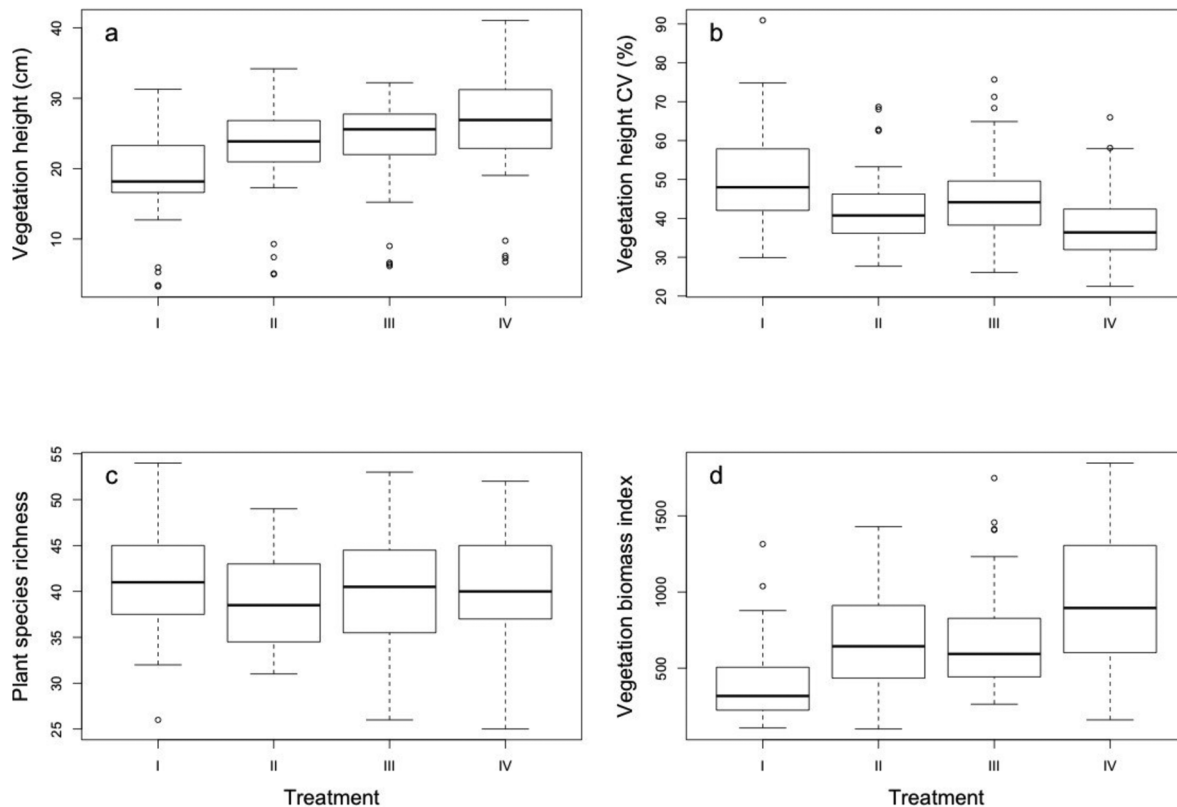 a
Vegetation height (cm)
40
30
20
10
I II III IV
b
Vegetation height CV (%)
90
80
70
60
50
40
30
20
I II III IV
c
Plant species richness
55
50
45
40
35
30
25
I II III IV
Treatment
d
Vegetation biomass index
1500
1000
500
I II III IV
Treatment